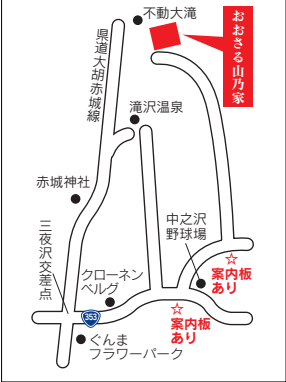 不動大滝
おおさる山乃家
県道大胡赤城線
滝沢温泉
赤城神社
三夜沢交差点
中之沢
野球場
☆
案内板
あり
クローネン
ベルグ
☆
案内板
あり
353
ぐんま
フラワーパーク